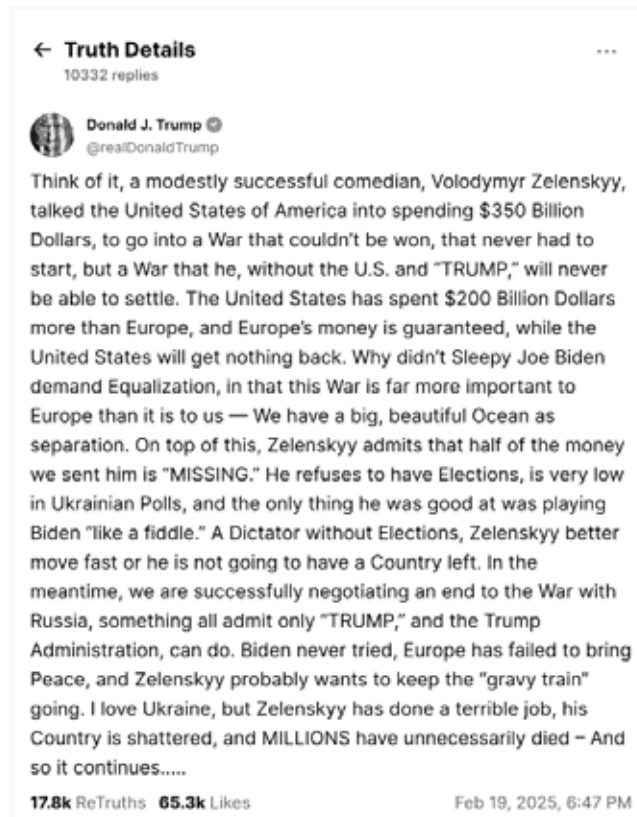 ← Truth Details
10332 replies
Donald J. Trump
@realDonaldTrump
Think of it, a modestly successful comedian, Volodymyr Zelenskyy,
talked the United States of America into spending $350 Billion
Dollars, to go into a War that couldn't be won, that never had to
start, but a War that he, without the U.S. and "TRUMP," will never
be able to settle. The United States has spent $200 Billion Dollars
more than Europe, and Europe's money is guaranteed, while the
United States will get nothing back. Why didn't Sleepy Joe Biden
demand Equalization, in that this War is far more important to
Europe than it is to us — We have a big, beautiful Ocean as
separation. On top of this, Zelenskyy admits that half of the money
we sent him is "MISSING." He refuses to have Elections, is very low
in Ukrainian Polls, and the only thing he was good at was playing
Biden "like a fiddle." A Dictator without Elections, Zelenskyy better
move fast or he is not going to have a Country left. In the
meantime, we are successfully negotiating an end to the War with
Russia, something all admit only "TRUMP," and the Trump
Administration, can do. Biden never tried, Europe has failed to bring
Peace, and Zelenskyy probably wants to keep the "gravy train"
going. I love Ukraine, but Zelenskyy has done a terrible job, his
Country is shattered, and MILLIONS have unnecessarily died – And
so it continues.....
17.8k ReTruths 65.3k Likes Feb 19, 2025, 6:47 PM